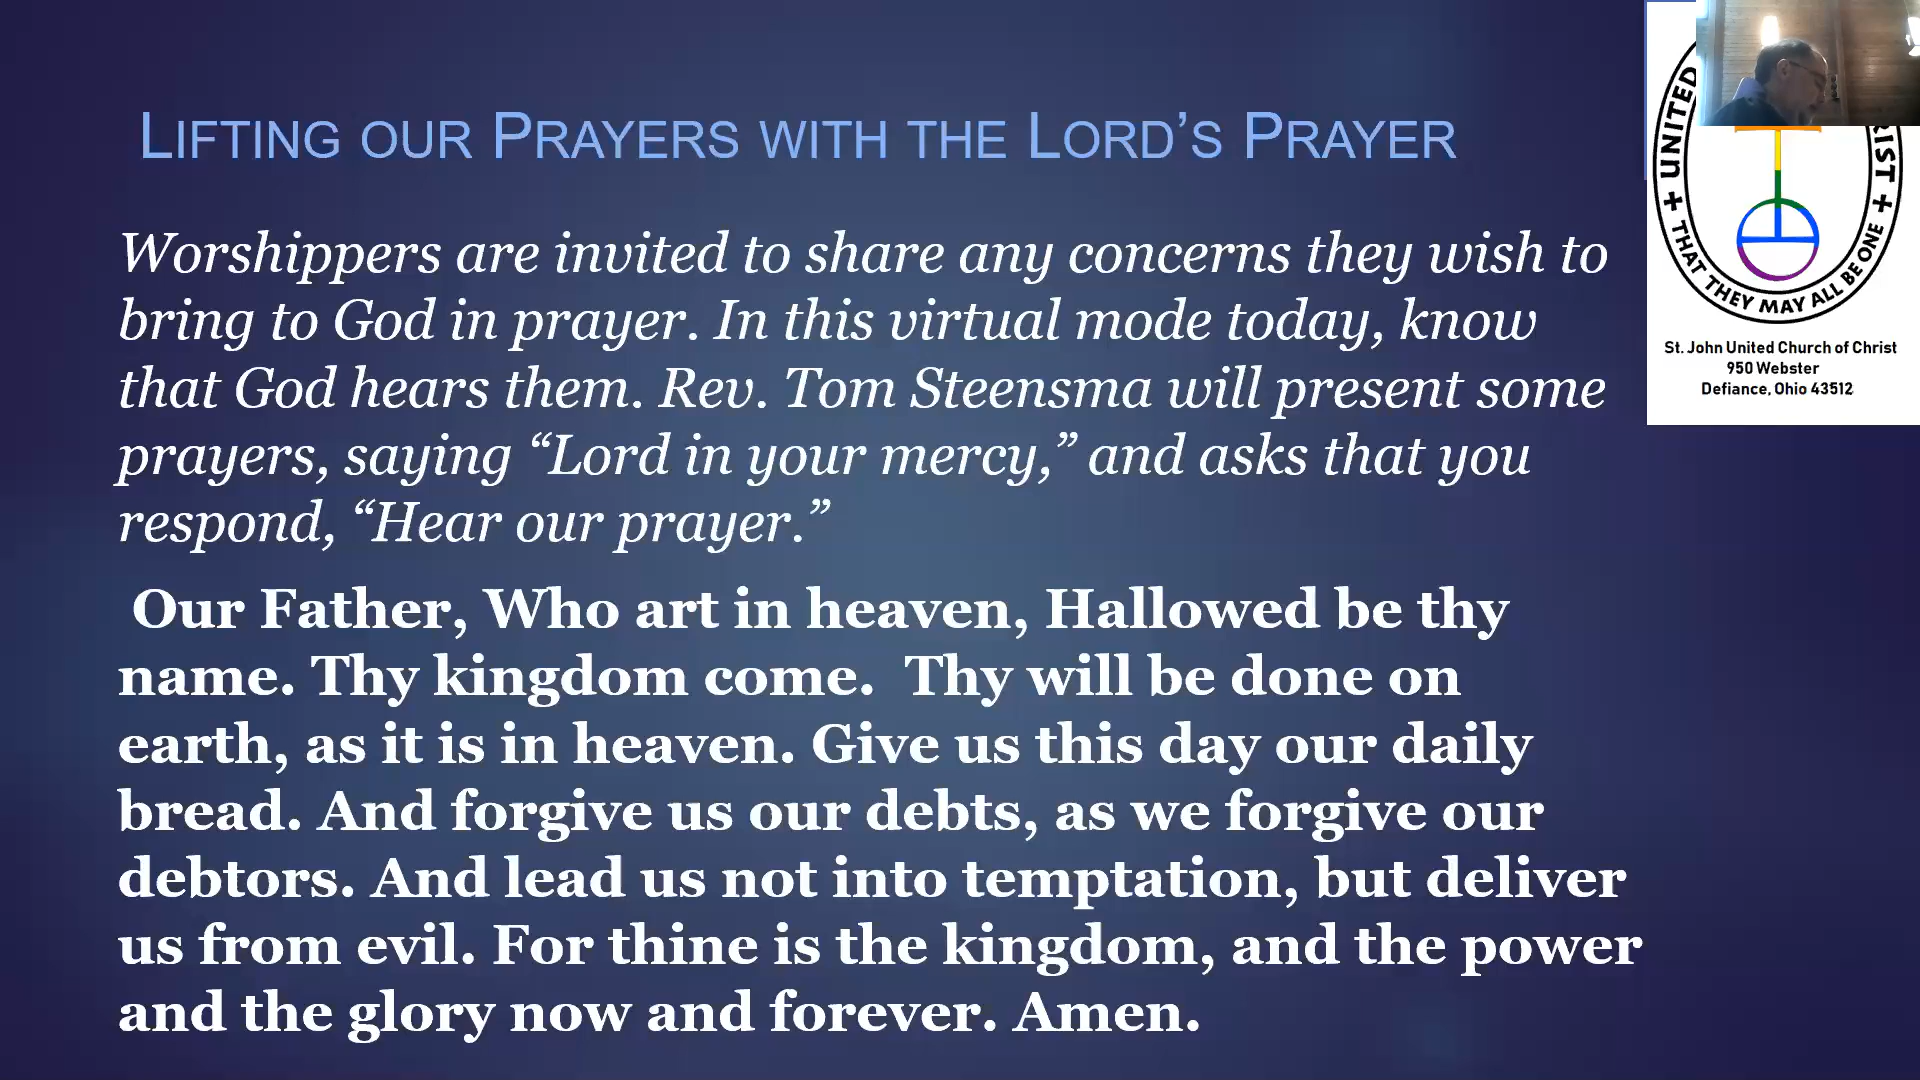 LIFTING OUR PRAYERS WITH THE LORD’S PRAYER
Worshippers are invited to share any concerns they wish to
bring to God in prayer. In this virtual mode today, know
that God hears them. Rev. Tom Steensma will present some
prayers, saying “Lord in your mercy,” and asks that you
respond, “Hear our prayer.”
Our Father, Who art in heaven, Hallowed be thy
name. Thy kingdom come.  Thy will be done on
earth, as it is in heaven. Give us this day our daily
bread. And forgive us our debts, as we forgive our
debtors. And lead us not into temptation, but deliver
us from evil. For thine is the kingdom, and the power
and the glory now and forever. Amen.
UNITED
IST
THAT THEY MAY ALL BE ONE
St. John United Church of Christ
950 Webster
Defiance, Ohio 43512